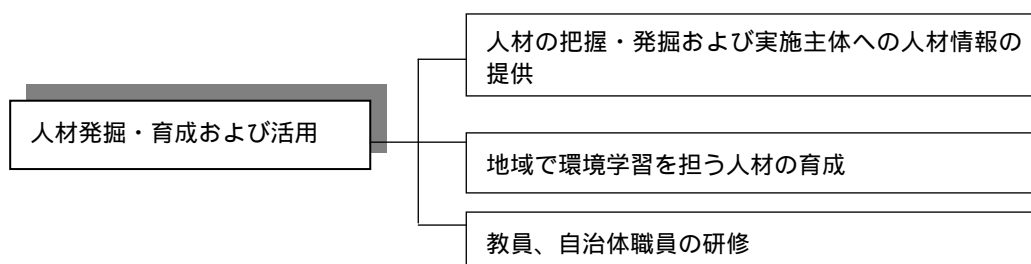 人材発掘・育成および活用
人材の把握・発掘および実施主体への人材情報の
提供
地域で環境学習を担う人材の育成
教員、自治体職員の研修